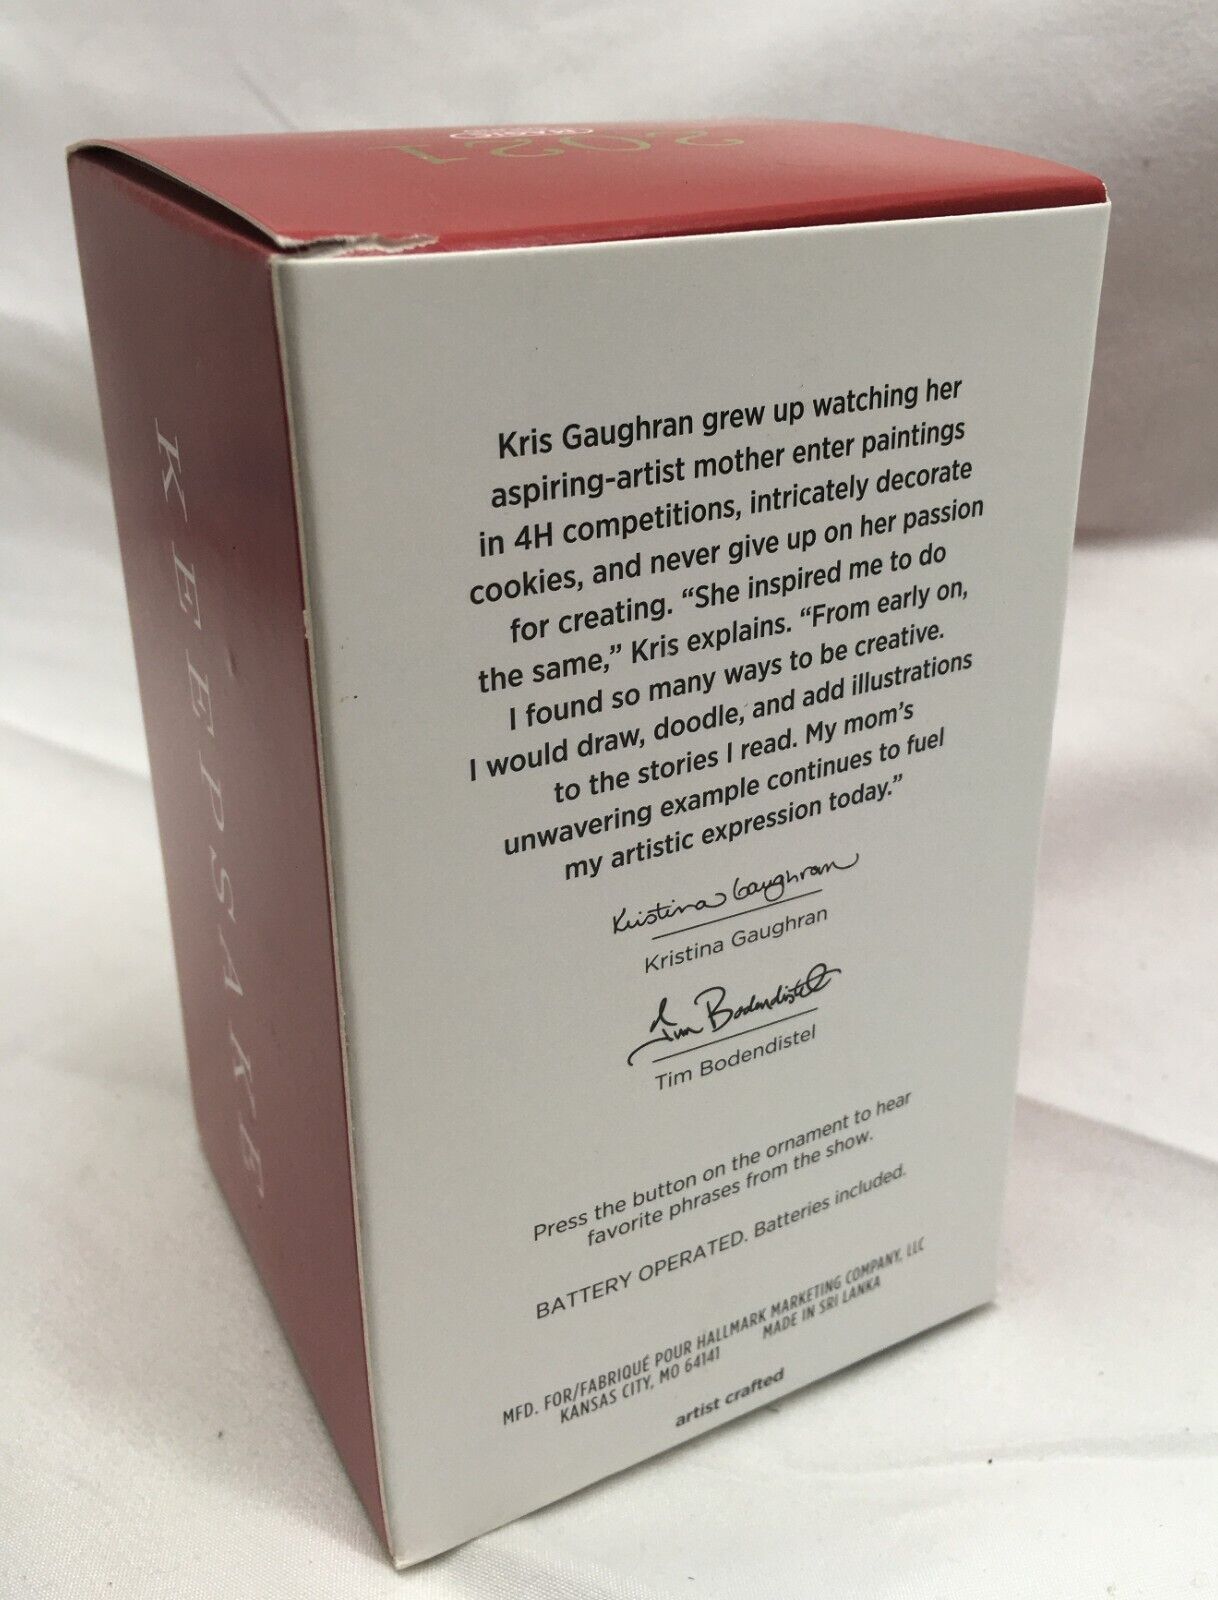 2021
MAGIC
KEEPSAKE
Kris Gaughran grew up watching her
aspiring-artist mother enter paintings
in 4H competitions, intricately decorate
cookies, and never give up on her passion
for creating. “She inspired me to do
the same,” Kris explains. “From early on,
I found so many ways to be creative.
I would draw, doodle, and add illustrations
to the stories I read. My mom’s
unwavering example continues to fuel
my artistic expression today.”
Kristina Gaughran
Kristina Gaughran
Tim Bodendistel
Tim Bodendistel
Press the button on the ornament to hear
favorite phrases from the show.
BATTERY OPERATED. Batteries included.
MFD. FOR/FABRIQUÉ POUR HALLMARK MARKETING COMPANY, LLC
KANSAS CITY, MO 64141 MADE IN SRI LANKA
artist crafted